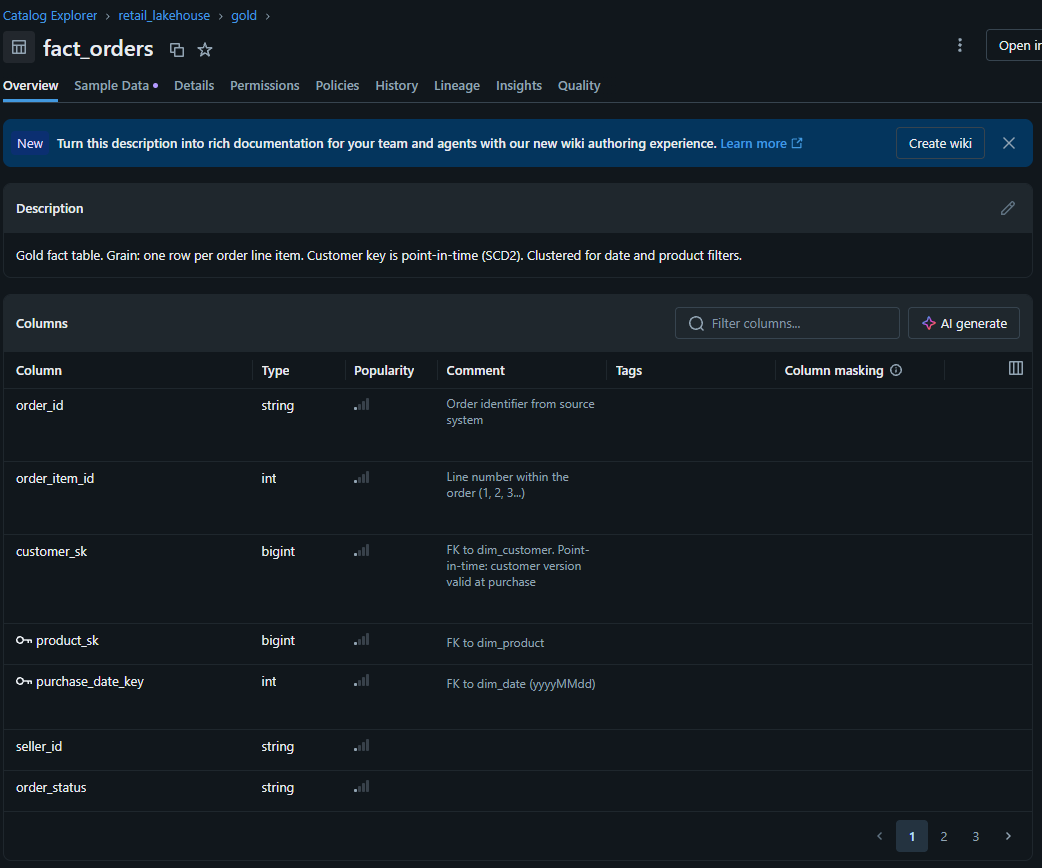 Catalog Explorer > retail_lakehouse > gold >
fact_orders
Open in
Overview Sample Data Details Permissions Policies History Lineage Insights Quality
New Turn this description into rich documentation for your team and agents with our new wiki authoring experience. Learn more Create wiki
Description
Gold fact table. Grain: one row per order line item. Customer key is point-in-time (SCD2). Clustered for date and product filters.
Columns Filter columns... AI generate
Column Type Popularity Comment Tags Column masking
order_id string Order identifier from source
system
order_item_id int Line number within the
order (1, 2, 3...)
customer_sk bigint FK to dim_customer. Point-
in-time: customer version
valid at purchase
product_sk bigint FK to dim_product
purchase_date_key int FK to dim_date (yyyyMMdd)
seller_id string
order_status string
1 2 3